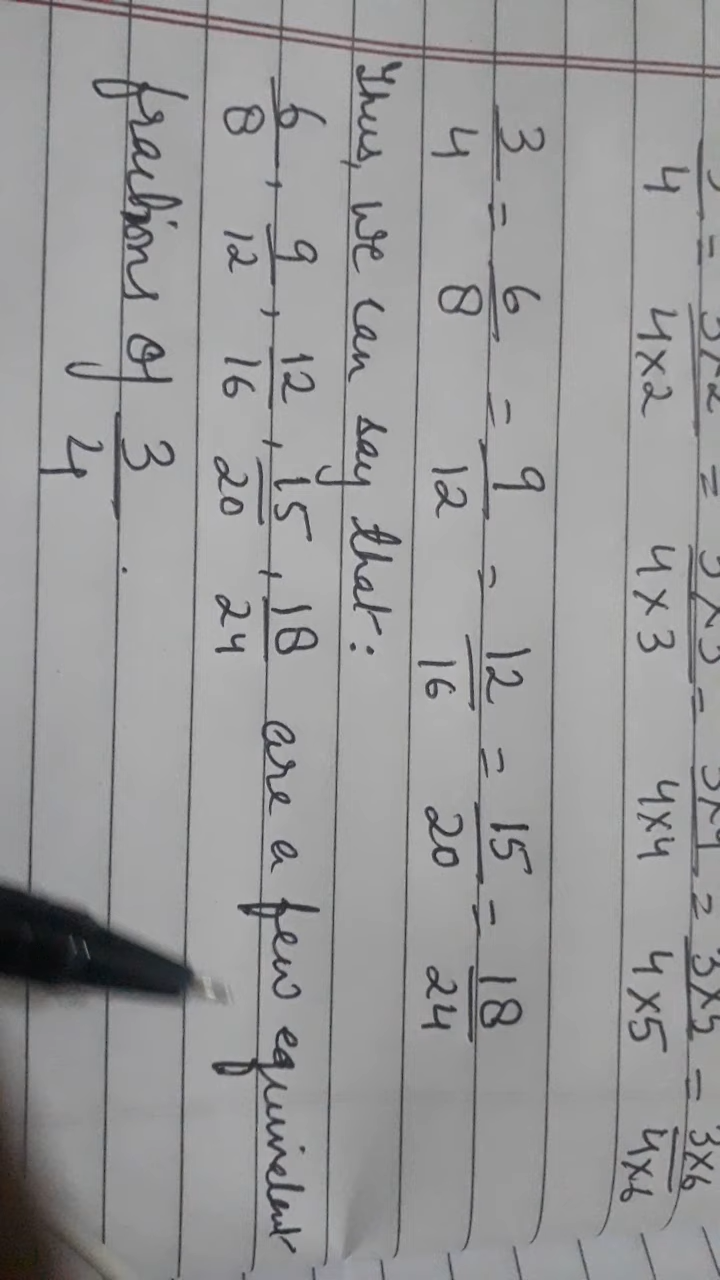 3/4 = 3×2/4×2 = 3×3/4×3 = 3×4/4×4 = 3×5/4×5 = 3×6/4×6
3/4 = 6/8 = 9/12 = 12/16 = 15/20 = 18/24
Thus, we can say that:
6/8, 9/12, 12/16, 15/20, 18/24 are a few equivalent
fractions of 3/4.